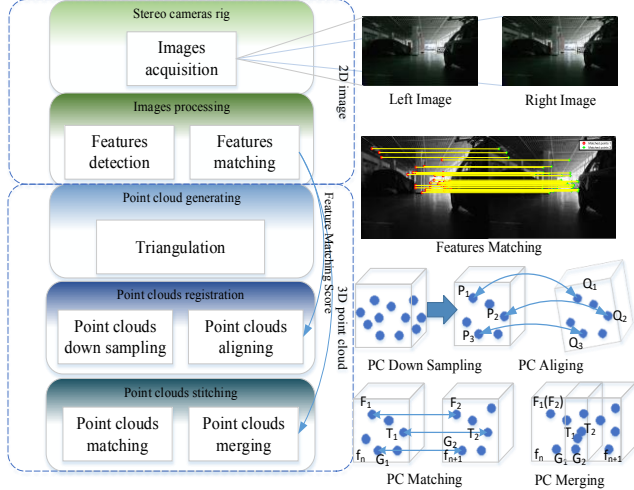 Stereo cameras rig
Images
acquisition
2D image
Images processing
Features
detection
Features
matching
Point cloud generating
Triangulation
Feature Matching Score
3D point cloud
Point clouds registration
Point clouds
down sampling
Point clouds
aligning
Point clouds stitching
Point clouds
matching
Point clouds
merging
Left Image
Right Image
Features Matching
P1
P2
P3
Q1
Q2
Q3
PC Down Sampling
PC Aliging
F1
F2
T1
T2
G2
fn
G1
fn+1
PC Matching
F1(F2)
T1
T2
fn
G1
G2
fn+1
PC Merging